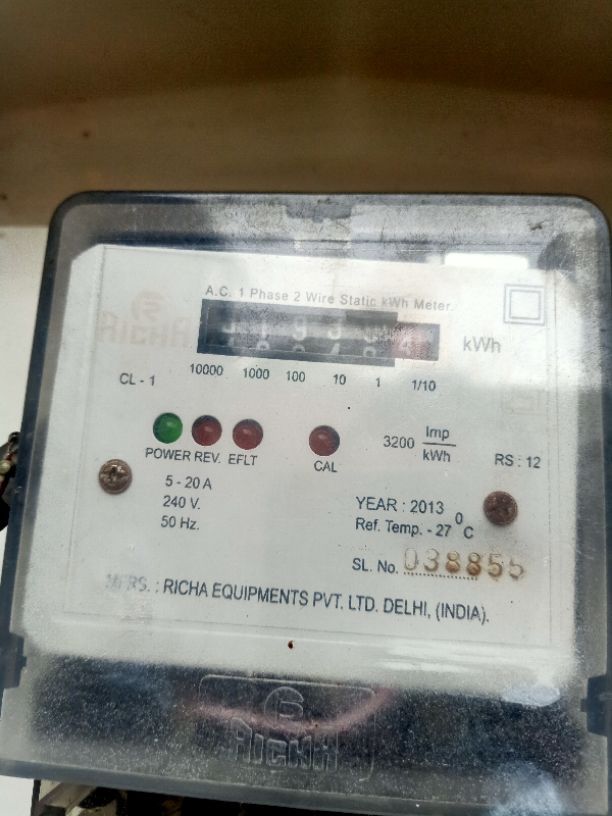 A.C. 1 Phase 2 Wire Static kWh Meter.
RICHA
kWh
CL - 1
10000 1000 100 10 1 1/10
3200 Imp/kWh
POWER REV. EFLT
CAL
RS : 12
5 - 20 A
240 V.
50 Hz.
YEAR : 2013
Ref. Temp. - 27 °C
SL. No. 038855
MFRS. : RICHA EQUIPMENTS PVT. LTD. DELHI, (INDIA).
RICHA